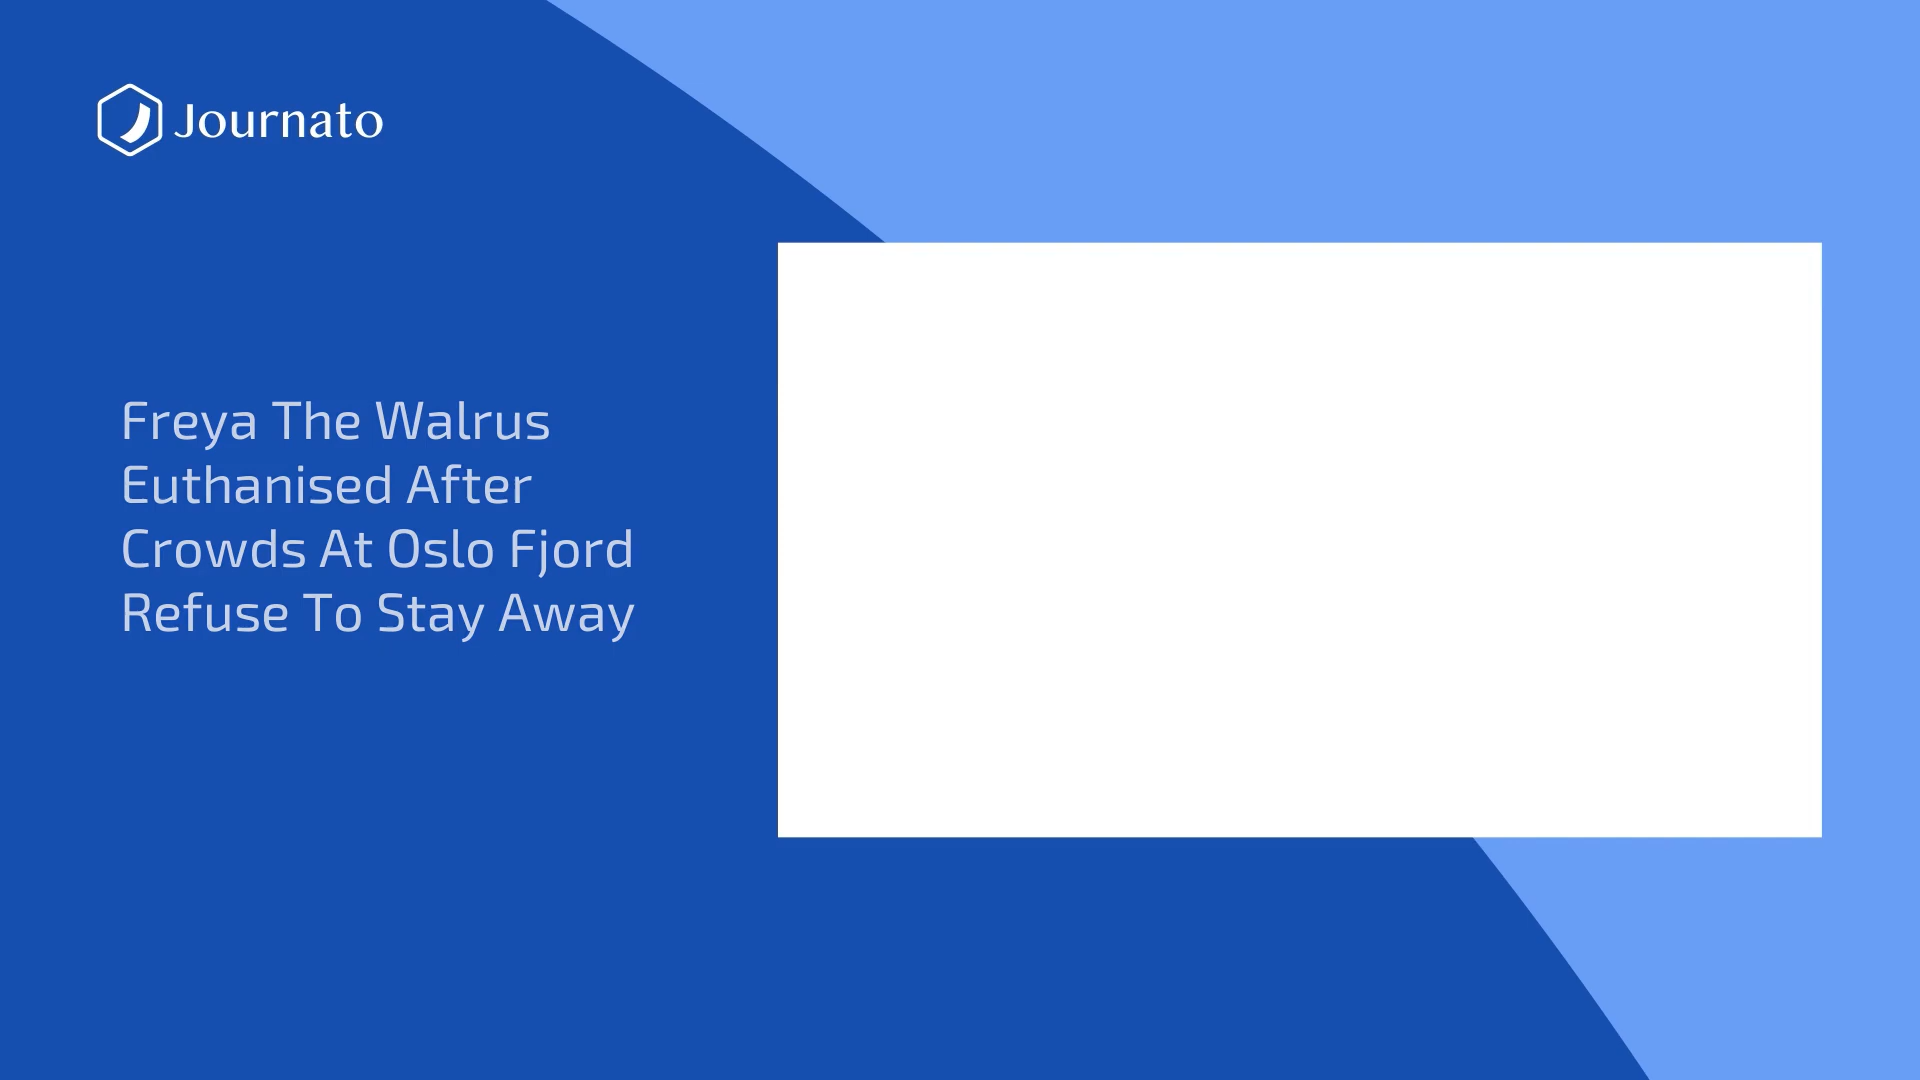 Journato
Freya The Walrus
Euthanised After
Crowds At Oslo Fjord
Refuse To Stay Away